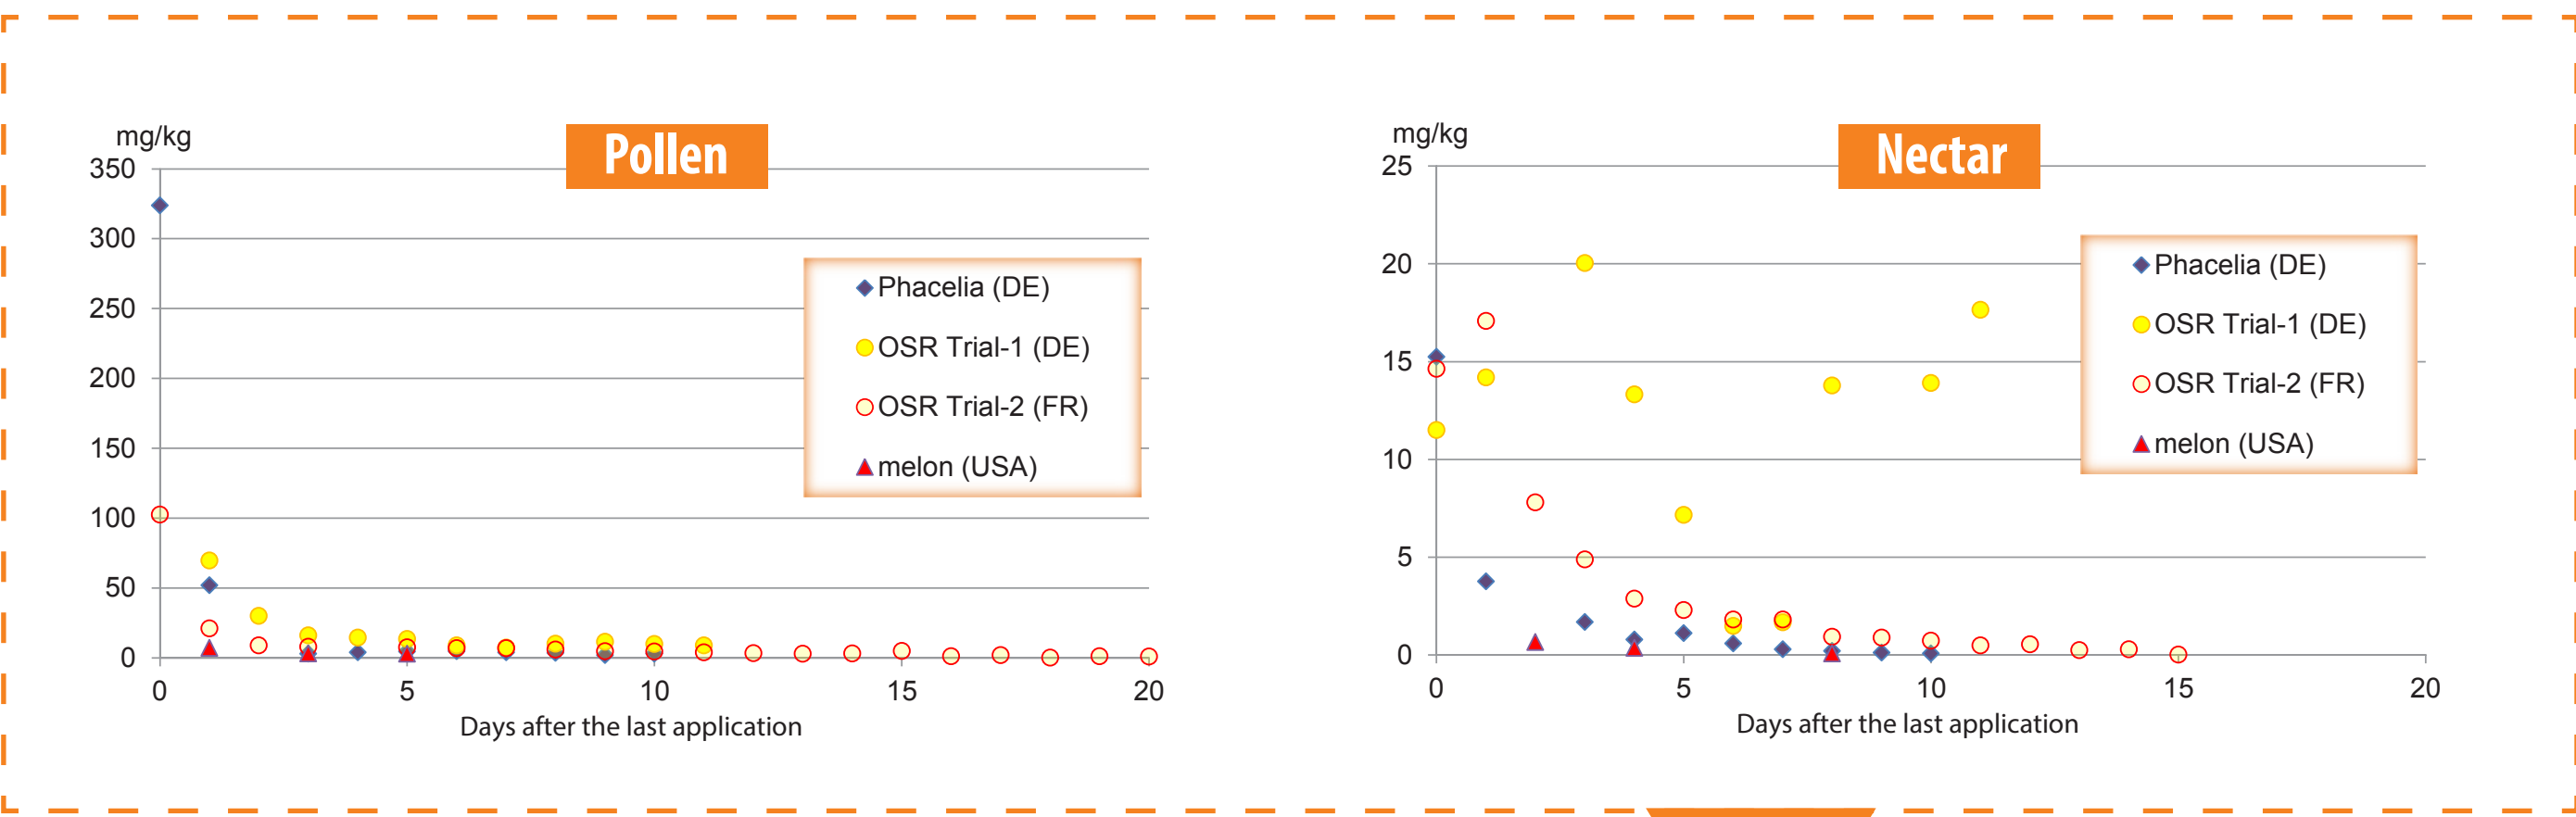 Pollen
mg/kg
350
300
250
200
150
100
50
0
0 5 10 15 20
Days after the last application
Phacelia (DE)
OSR Trial-1 (DE)
OSR Trial-2 (FR)
melon (USA)
Nectar
mg/kg
25
20
15
10
5
0
0 5 10 15 20
Days after the last application
Phacelia (DE)
OSR Trial-1 (DE)
OSR Trial-2 (FR)
melon (USA)